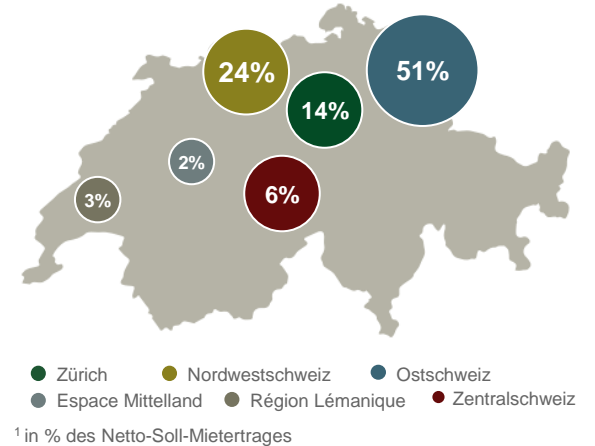 24%
51%
14%
2%
6%
3%
Zürich Nordwestschweiz Ostschweiz
Espace Mittelland Région Lémanique Zentralschweiz
¹ in % des Netto-Soll-Mietertrages